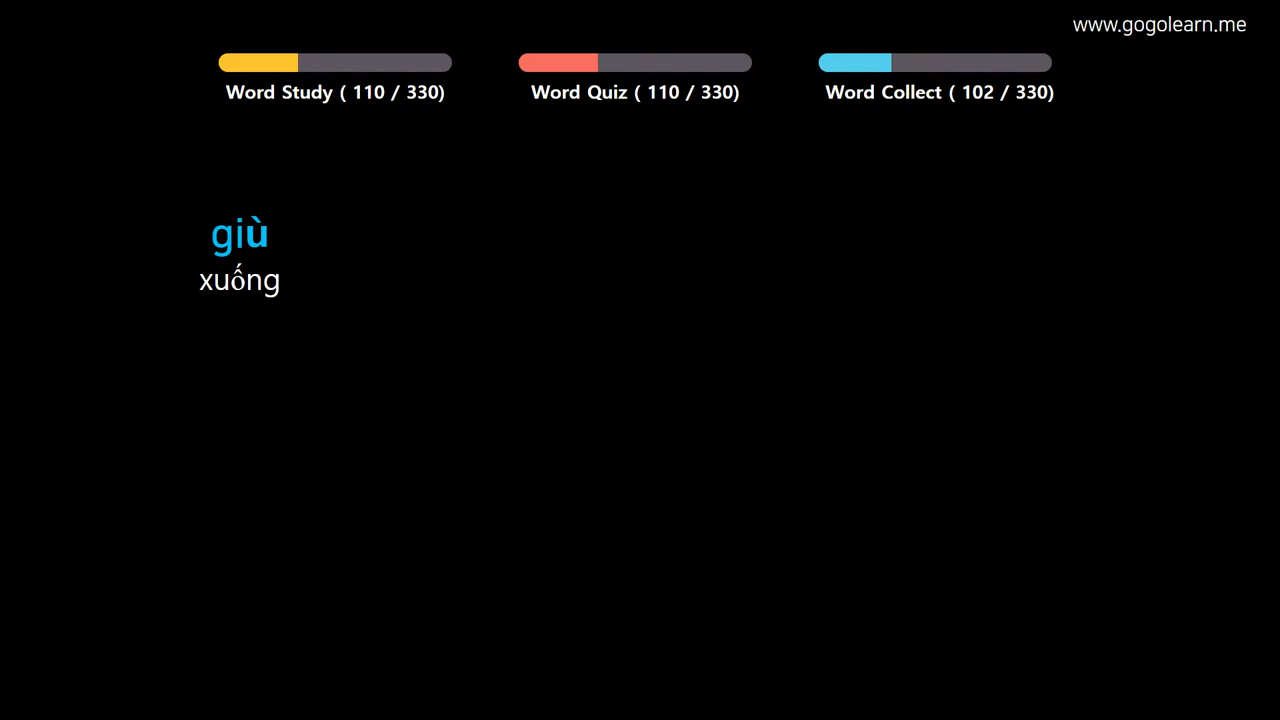 www.gogolearn.me
Word Study ( 110 / 330)
Word Quiz ( 110 / 330)
Word Collect ( 102 / 330)
giù
xuống